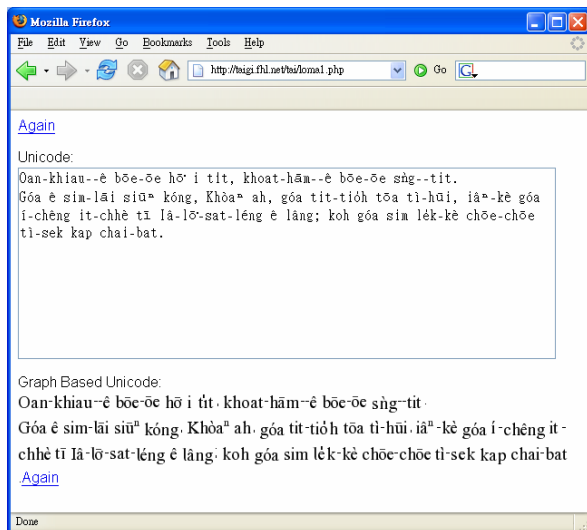 Mozilla Firefox
File Edit View Go Bookmarks Tools Help
http://taigi.fhl.net/tai/loma1.php Go G
Again
Unicode:
Oan-khiau--ê bōe-ōe hō͘ i ti̍t, khoat-hām--ê bōe-ōe sǹg--tit.
Góa ê sim-lāi siūⁿ kóng, Khòaⁿ ah, góa tit-tio̍h tōa tì-hūi, iâⁿ-kè góa
í-chêng it-chhè tī Iâ-lō͘-sat-léng ê lâng; koh góa sim le̍k-kè chōe-chōe
tì-sek kap chai-bat.
Graph Based Unicode:
Oan-khiau--ê bōe-ōe hō͘ i ti̍t, khoat-hām--ê bōe-ōe sǹg--tit.
Góa ê sim-lāi siūⁿ kóng, Khòaⁿ ah, góa tit-tio̍h tōa tì-hūi, iâⁿ-kè góa í-chêng it-
chhè tī Iâ-lō͘-sat-léng ê lâng; koh góa sim le̍k-kè chōe-chōe tì-sek kap chai-bat
.Again
Done